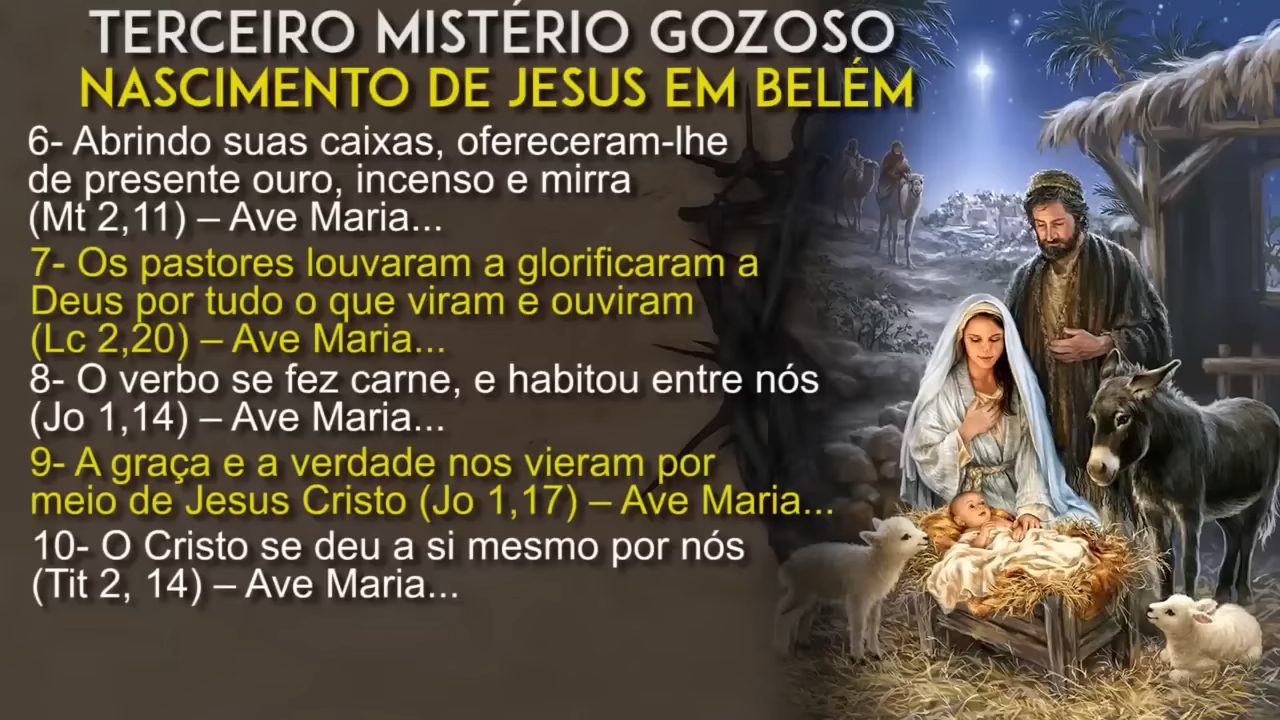 TERCEIRO MISTÉRIO GOZOSO
NASCIMENTO DE JESUS EM BELÉM
6- Abrindo suas caixas, ofereceram-lhe
de presente ouro, incenso e mirra
(Mt 2,11) – Ave Maria...
7- Os pastores louvaram a glorificaram a
Deus por tudo o que viram e ouviram
(Lc 2,20) – Ave Maria...
8- O verbo se fez carne, e habitou entre nós
(Jo 1,14) – Ave Maria...
9- A graça e a verdade nos vieram por
meio de Jesus Cristo (Jo 1,17) – Ave Maria...
10- O Cristo se deu a si mesmo por nós
(Tit 2, 14) – Ave Maria...